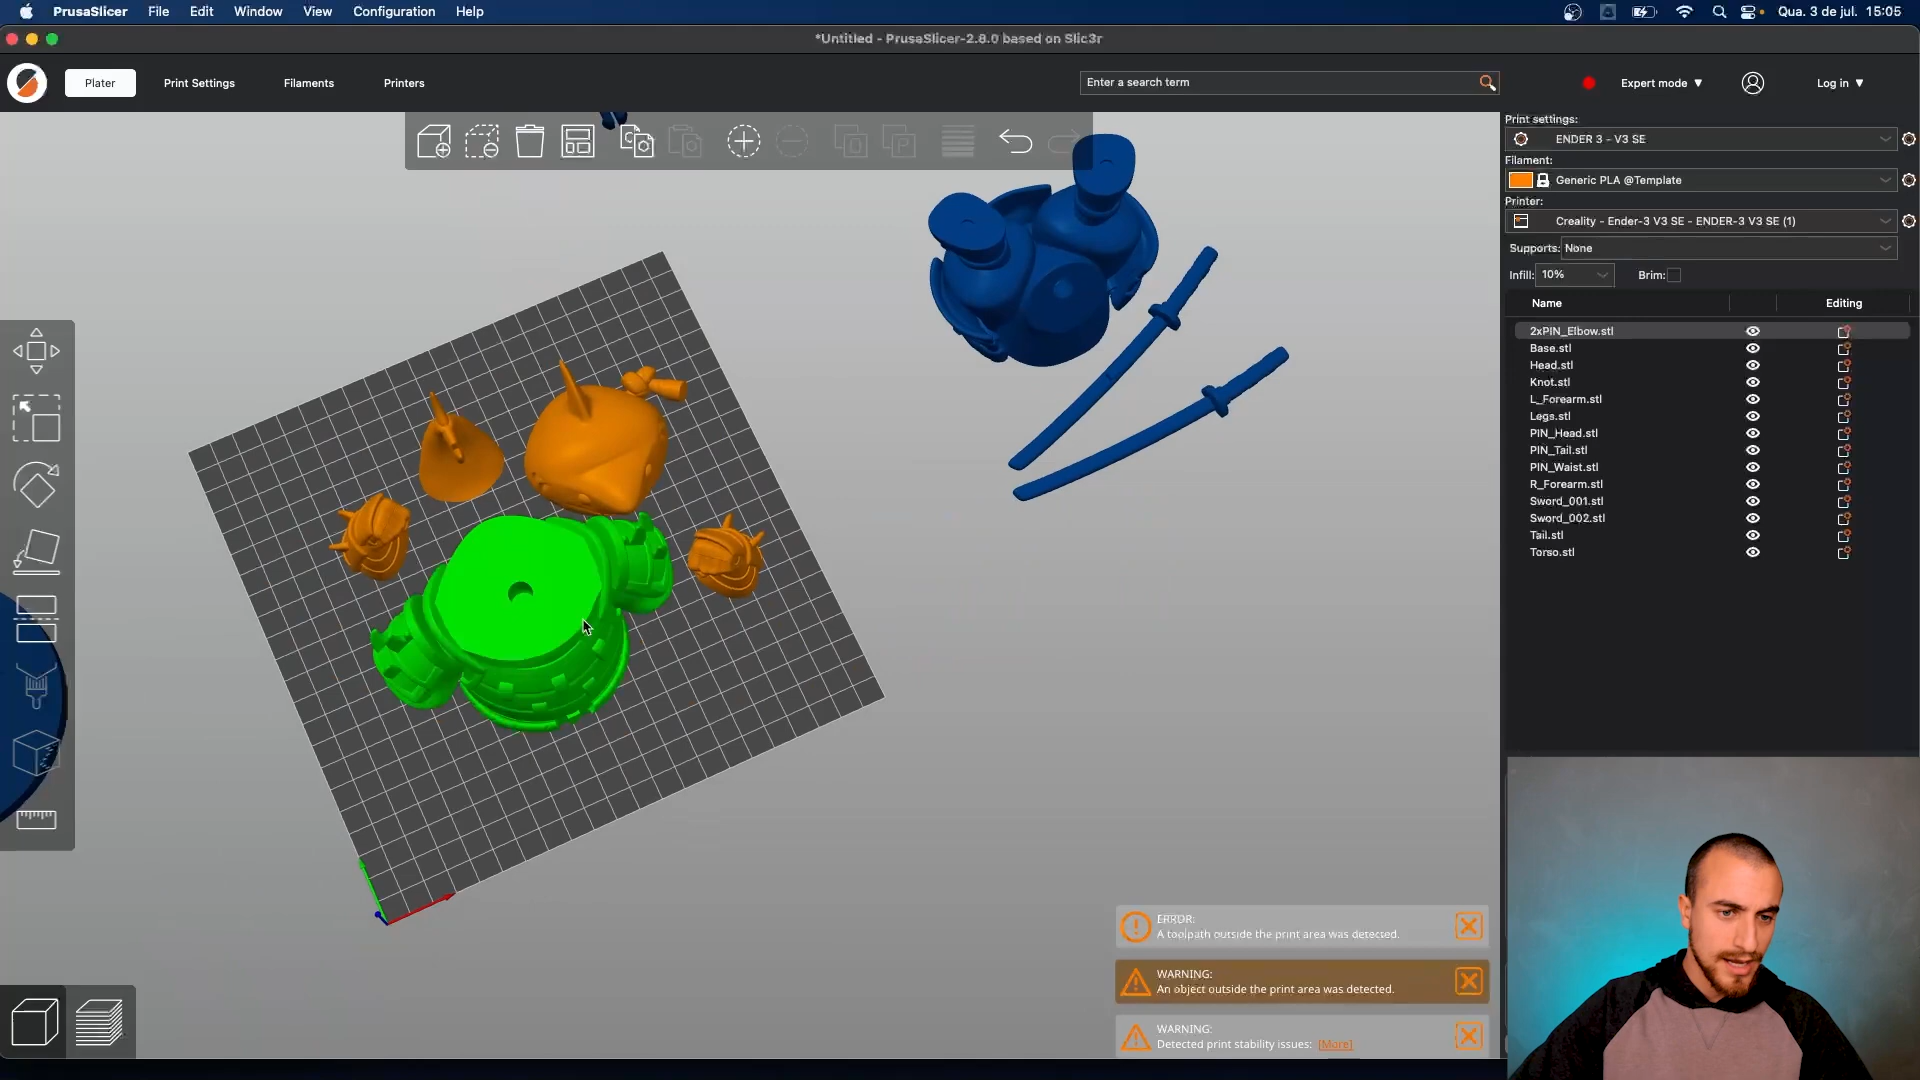 PrusaSlicer File Edit Window View Configuration Help
Qua. 3 de jul. 15:05
*Untitled - PrusaSlicer-2.8.0 based on Slic3r
Plater Print Settings Filaments Printers
Enter a search term
Expert mode
Log in
Print settings:
ENDER 3 - V3 SE
Filament:
Generic PLA @Template
Printer:
Creality - Ender-3 V3 SE - ENDER-3 V3 SE (1)
Supports: None
Infill: 10% Brim:
Name Editing
2xPIN_Elbow.stl
Base.stl
Head.stl
Knot.stl
L_Forearm.stl
Legs.stl
PIN_Head.stl
PIN_Tail.stl
PIN_Waist.stl
R_Forearm.stl
Sword_001.stl
Sword_002.stl
Tail.stl
Torso.stl
ERROR:
A toolpath outside the print area was detected.
WARNING:
An object outside the print area was detected.
WARNING:
Detected print stability issues: [More]